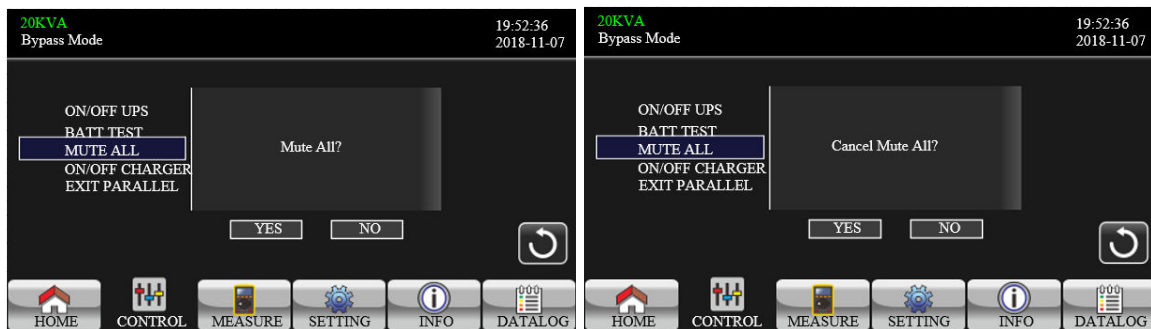 20KVA
Bypass Mode
19:52:36
2018-11-07
ON/OFF UPS
BATT TEST
MUTE ALL
ON/OFF CHARGER
EXIT PARALLEL
Mute All?
YES NO
HOME CONTROL MEASURE SETTING INFO DATALOG
20KVA
Bypass Mode
19:52:36
2018-11-07
ON/OFF UPS
BATT TEST
MUTE ALL
ON/OFF CHARGER
EXIT PARALLEL
Cancel Mute All?
YES NO
HOME CONTROL MEASURE SETTING INFO DATALOG